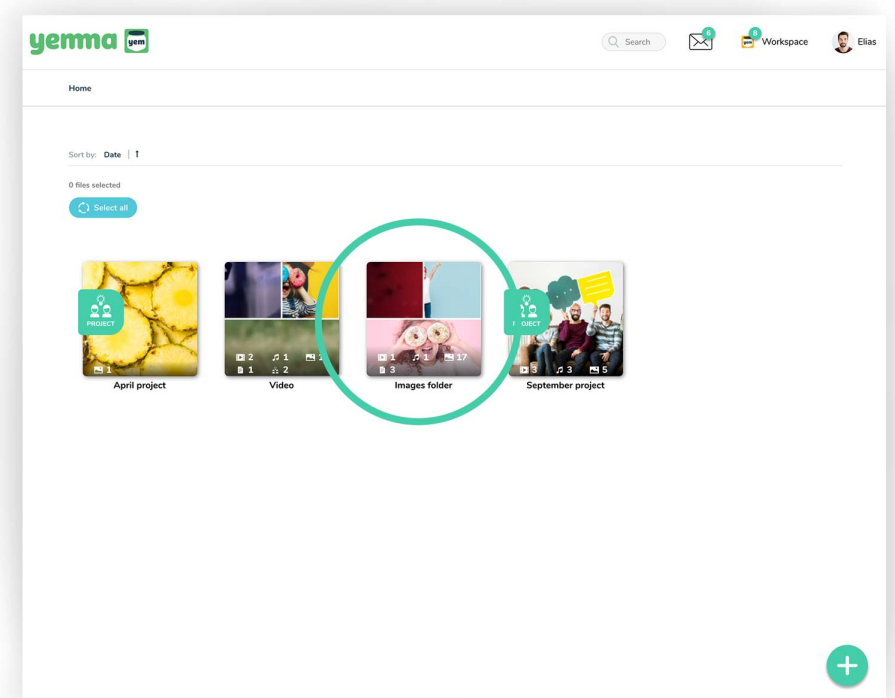 yemma yem
Search 6 8 Workspace Elias
Home
Sort by: Date
0 files selected
Select all
PROJECT
1
April project
2 1
1 2
Video
1 1 17
3
Images folder
3 3 5
September project